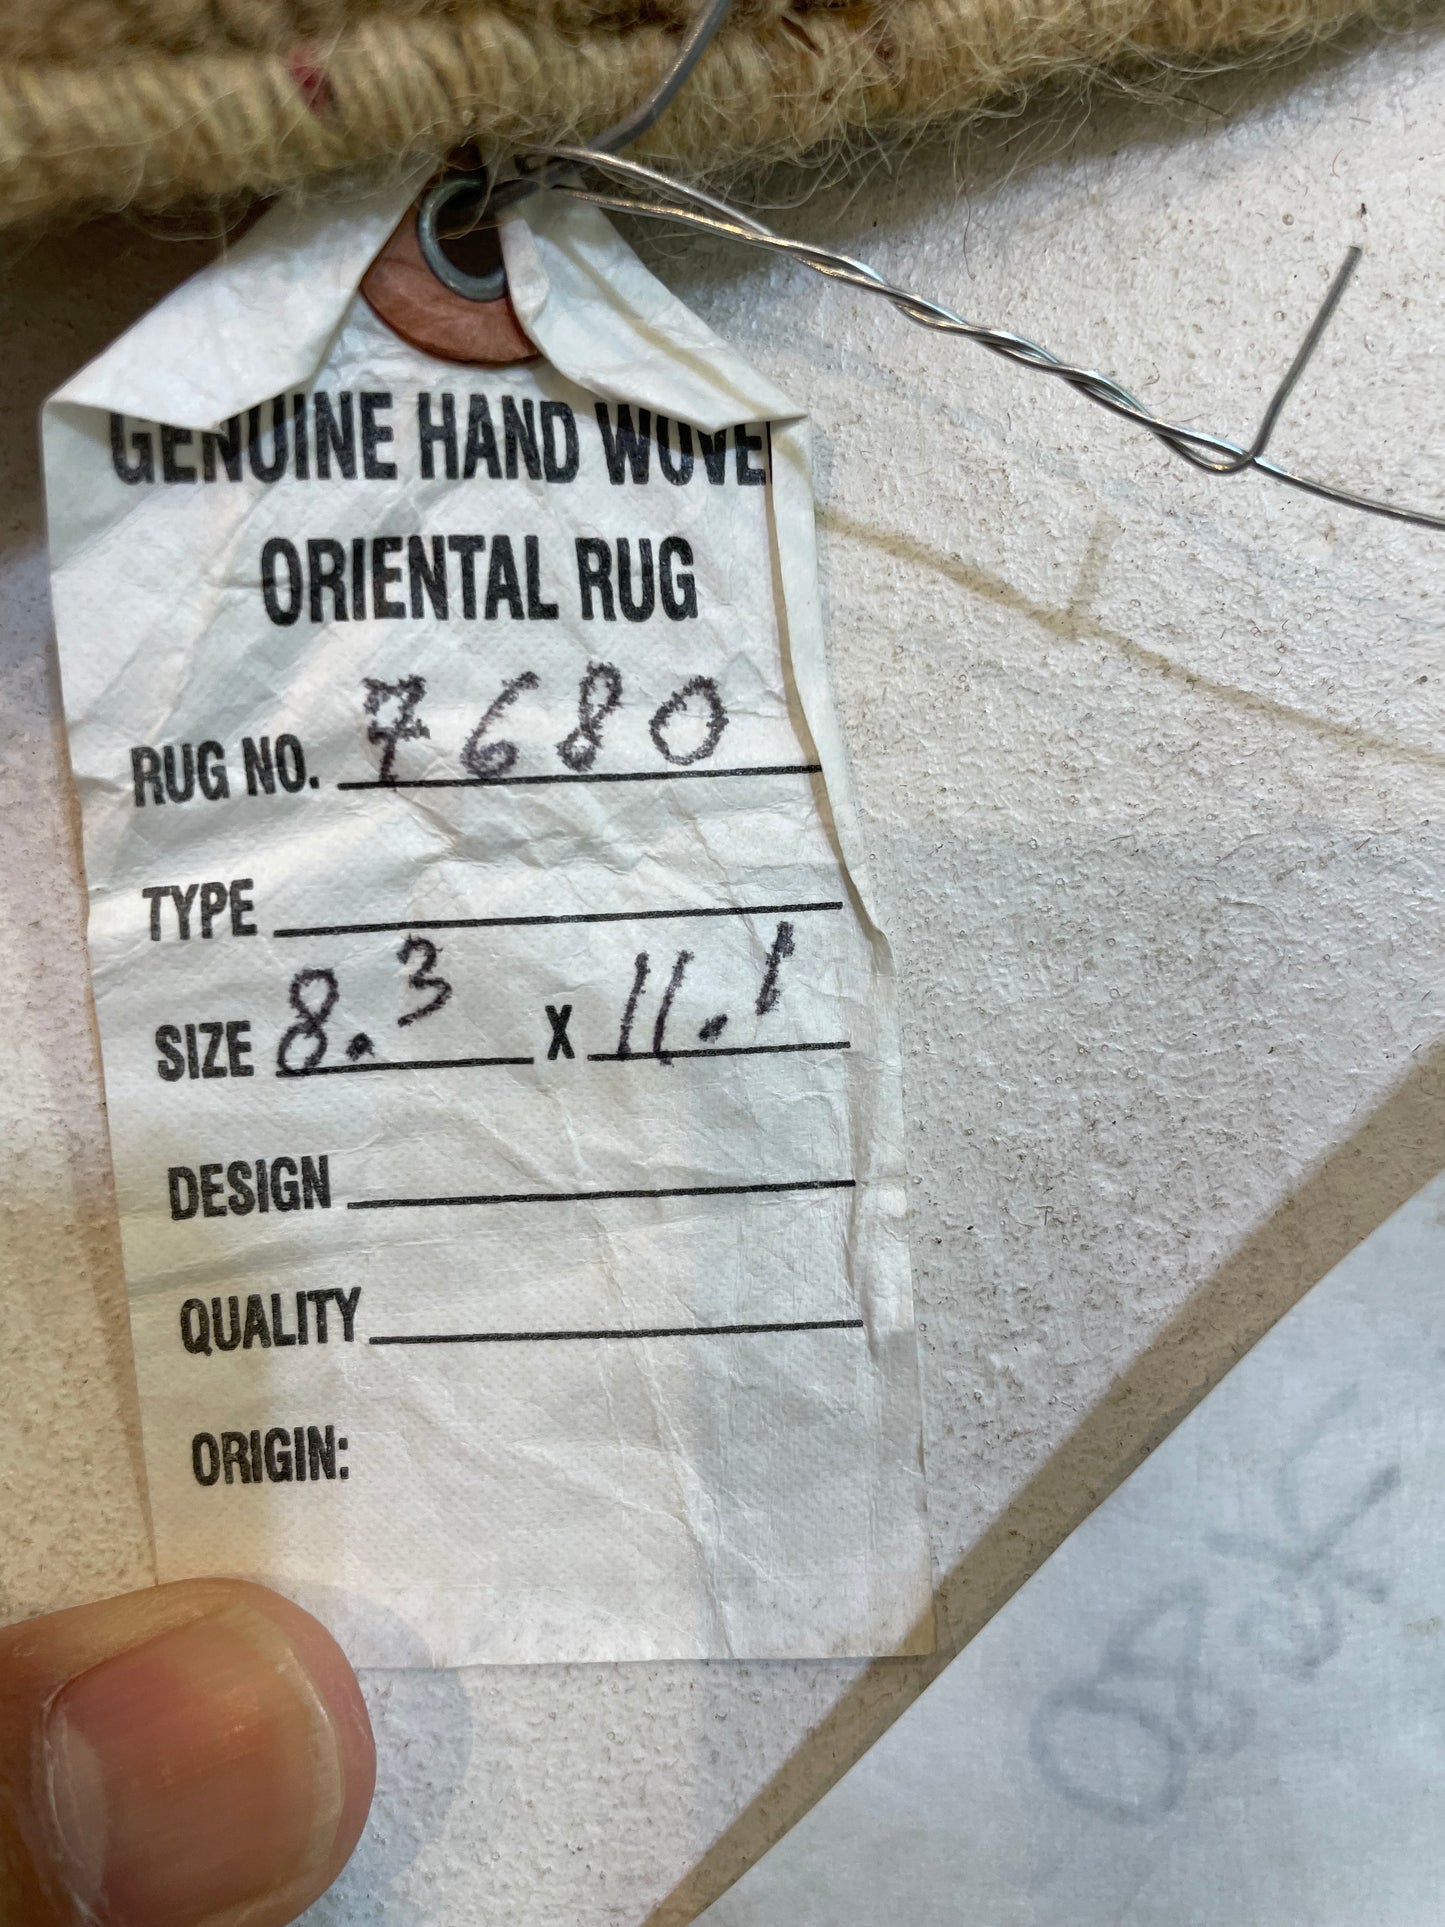 GENUINE HAND WOVE
ORIENTAL RUG
RUG NO. 7680
TYPE
SIZE 8.3 X 11.1
DESIGN
QUALITY
ORIGIN: